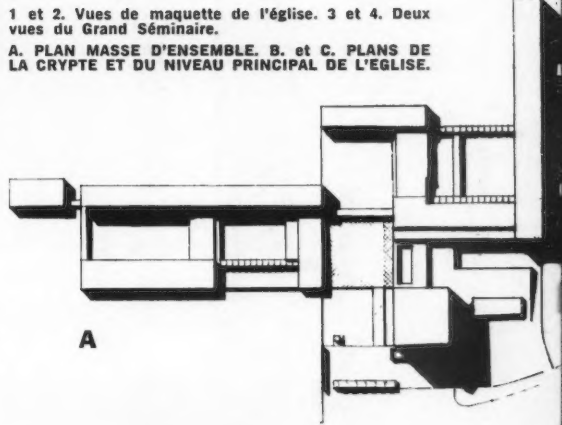 1 et 2. Vues de maquette de l'église. 3 et 4. Deux
vues du Grand Séminaire.
A. PLAN MASSE D'ENSEMBLE. B. et C. PLANS DE
LA CRYPTE ET DU NIVEAU PRINCIPAL DE L'EGLISE.
A